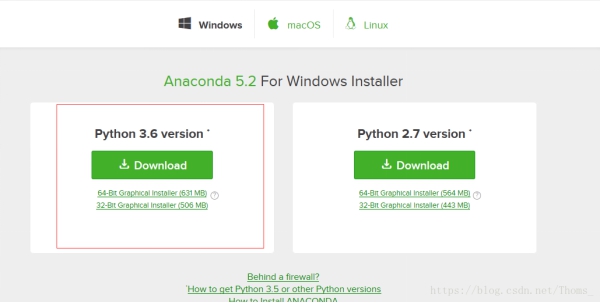 Windows
macOS
Linux
Anaconda 5.2 For Windows Installer
Python 3.6 version *
Download
64-Bit Graphical Installer (631 MB) ?
32-Bit Graphical Installer (506 MB)
Python 2.7 version *
Download
64-Bit Graphical Installer (564 MB) ?
32-Bit Graphical Installer (443 MB)
Behind a firewall?
*How to get Python 3.5 or other Python versions
How to Install ANACONDA
https://blog.csdn.net/Thoms_